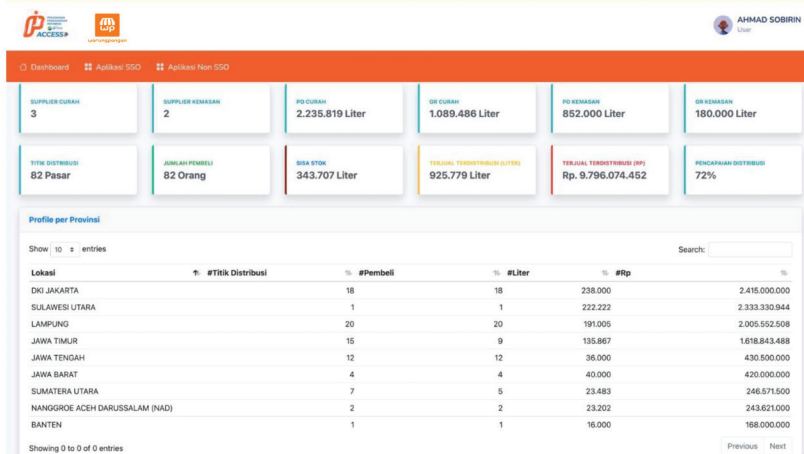 ACCESS
warungpangan
AHMAD SOBIRIN
User
Dashboard Aplikasi SSO Aplikasi Non SSO
SUPPLIER CURAH
3
SUPPLIER KEMASAN
2
PO CURAH
2.235.819 Liter
GR CURAH
1.089.486 Liter
PO KEMASAN
852.000 Liter
GR KEMASAN
180.000 Liter
TITIK DISTRIBUSI
82 Pasar
JUMLAH PEMBELI
82 Orang
SISA STOK
343.707 Liter
TERJUAL TERDISTRIBUSI (LITER)
925.779 Liter
TERJUAL TERDISTRIBUSI (RP)
Rp. 9.796.074.452
PENCAPAIAN DISTRIBUSI
72%
Profile per Provinsi
Show 10 entries Search:
Lokasi #Titik Distribusi #Pembeli #Liter #Rp
DKI JAKARTA 18 18 238.000 2.415.000.000
SULAWESI UTARA 1 1 222.222 2.333.330.944
LAMPUNG 20 20 191.005 2.005.552.508
JAWA TIMUR 15 9 135.867 1.618.843.488
JAWA TENGAH 12 12 36.000 430.500.000
JAWA BARAT 4 4 40.000 420.000.000
SUMATERA UTARA 7 5 23.483 246.571.500
NANGGROE ACEH DARUSSALAM (NAD) 2 2 23.202 243.621.000
BANTEN 1 1 16.000 168.000.000
Showing 0 to 0 of 0 entries Previous Next